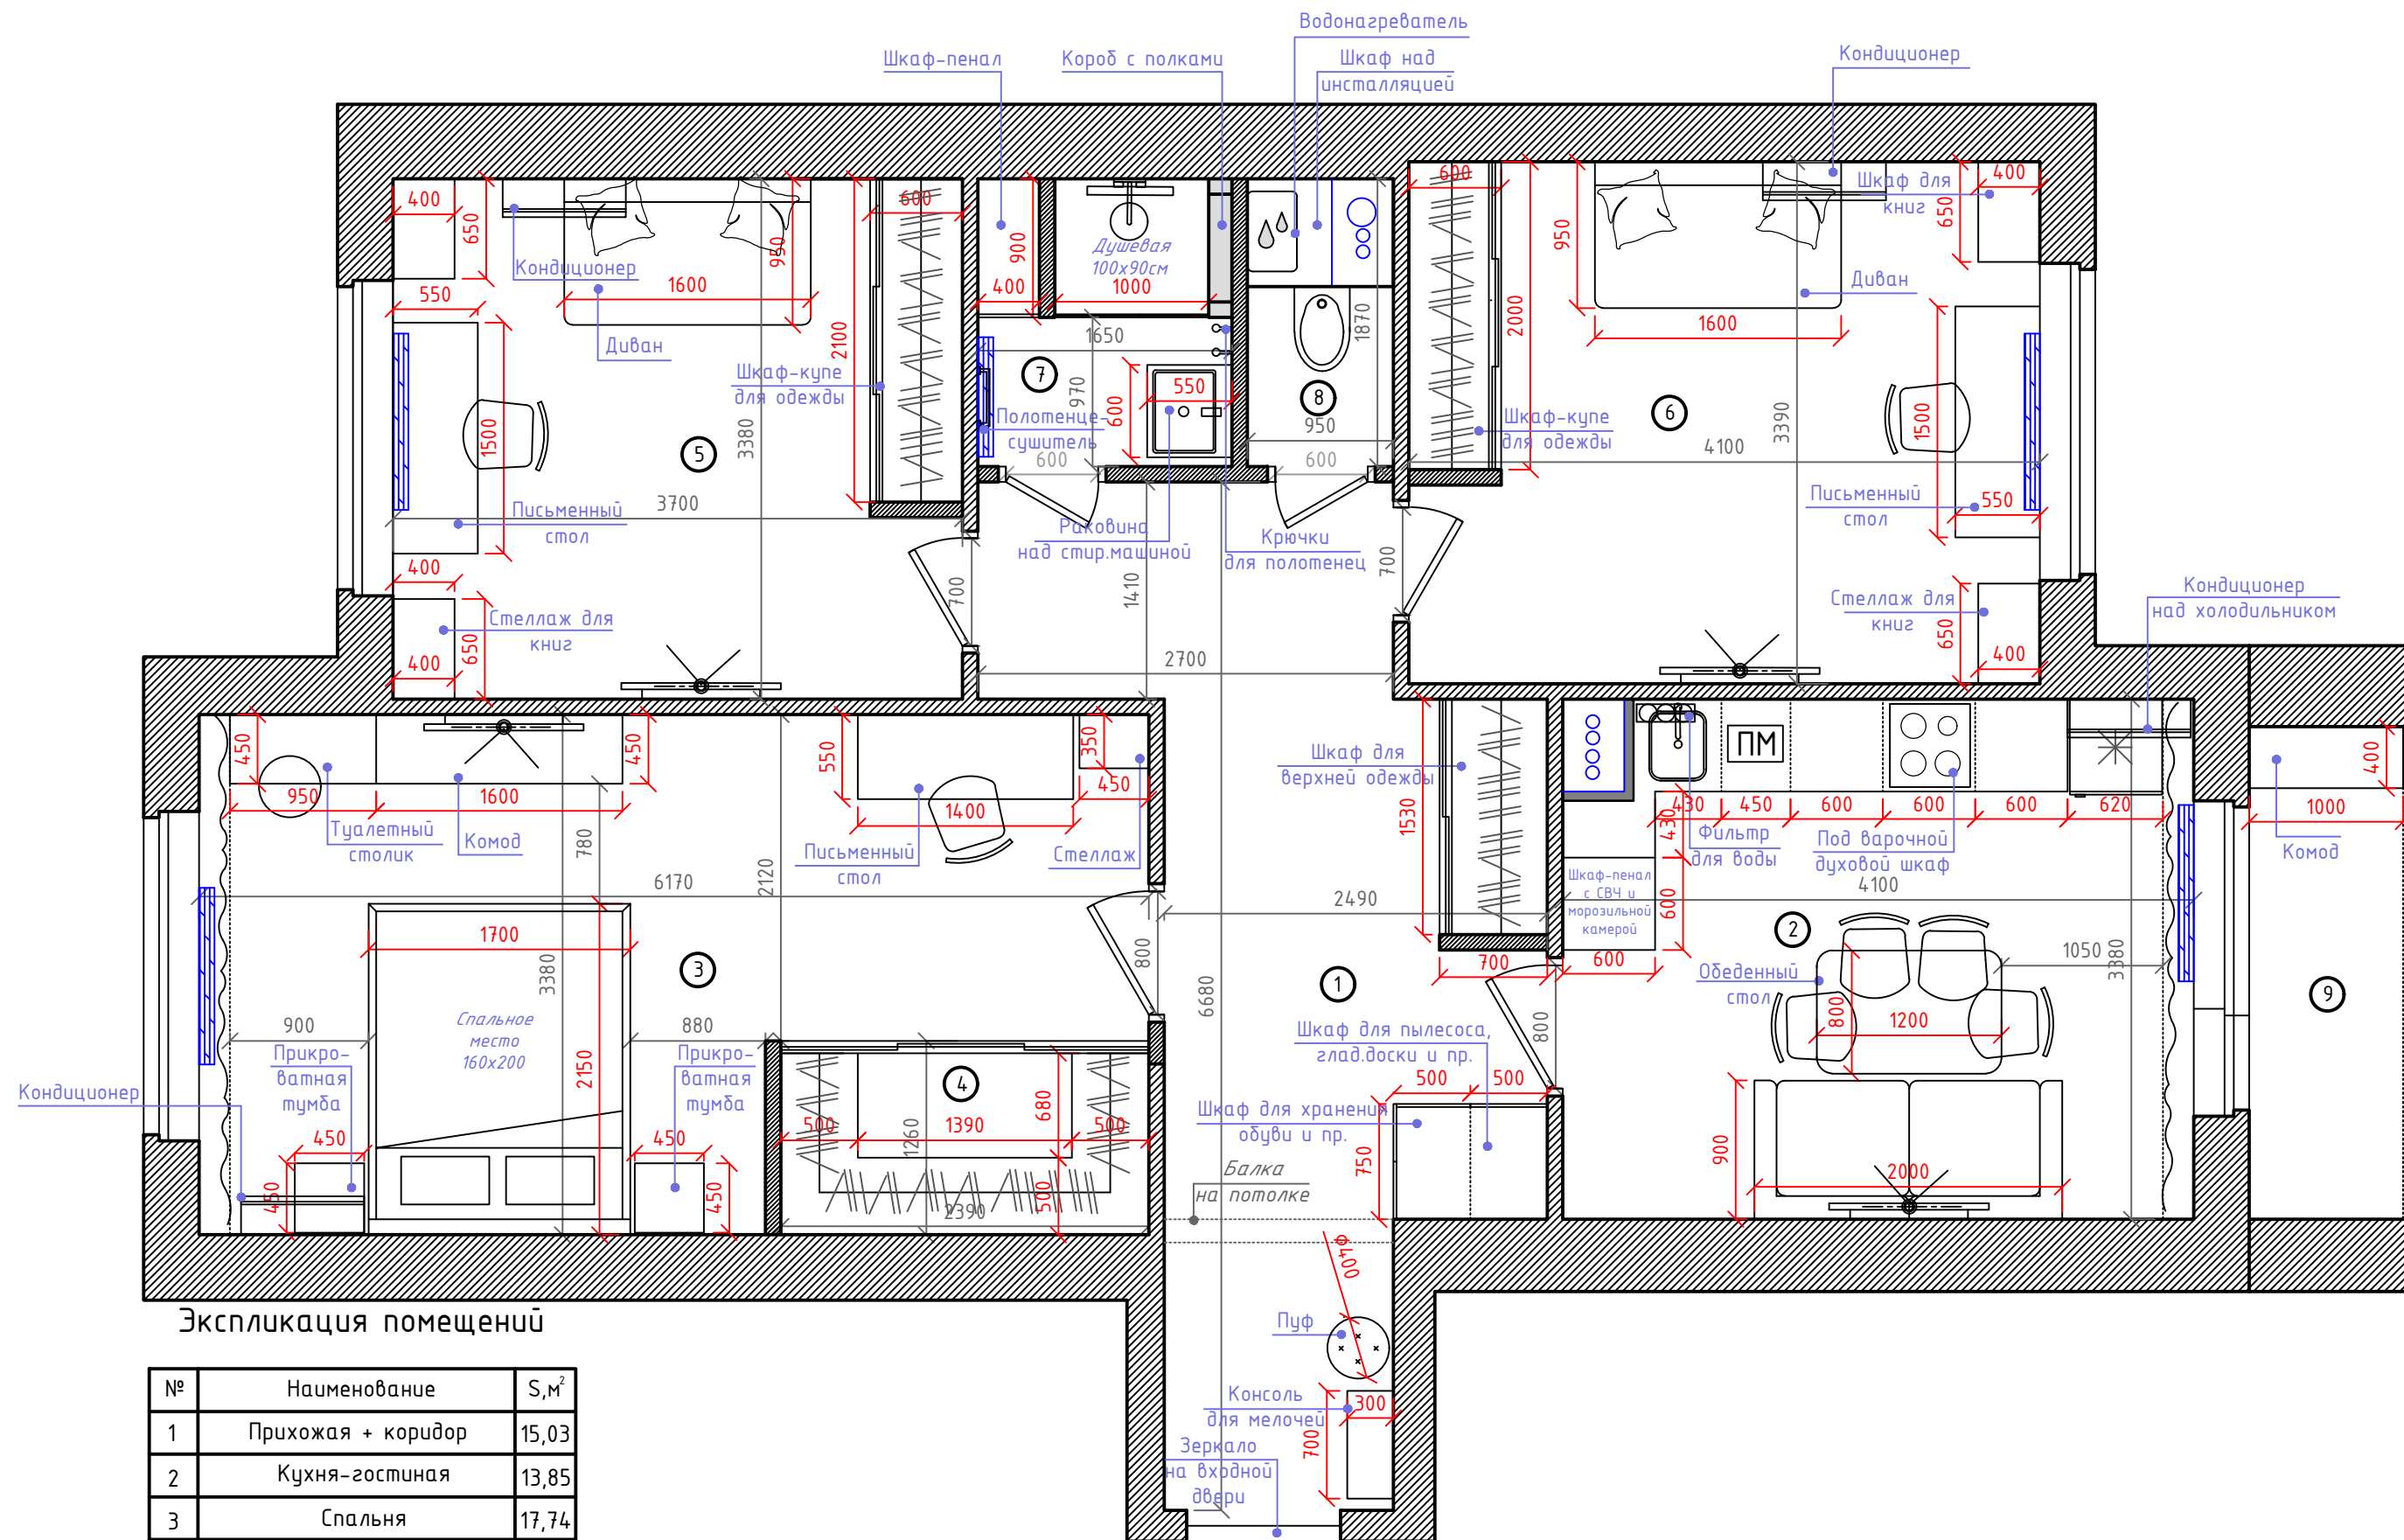 Водонагреватель
Шкаф-пенал
Короб с полками
Шкаф над
инсталляцией
Кондиционер
400
650
Кондиционер
1600
950
2100
600
900
400
Душевая
100х90см
1000
1870
600
2000
950
1600
Шкаф для
книг
400
650
Диван
550
1500
Диван
Шкаф-купе
для одежды
3380
5
3700
Письменный
стол
400
650
400
Стеллаж для
книг
700
1650
7
970
600
550
Полотенце-
сушитель
600
8
950
600
Раковина
над стир.машиной
Крючки
для полотенец
1410
2700
700
Шкаф-купе
для одежды
6
4100
3390
1500
Письменный
стол
550
Стеллаж для
книг
650
400
Кондиционер
над холодильником
450
950
1600
450
Туалетный
столик
Комод
780
2120
550
1400
Письменный
стол
350
450
Стеллаж
6170
1700
3380
900
Спальное
место
160х200
2150
880
3
Прикро-
ватная
тумба
Прикро-
ватная
тумба
Кондиционер
450
450
450
450
800
4
500
1390
680
500
1260
500
2390
Шкаф для
верхней одежды
1530
2490
700
1
6680
800
Шкаф для пылесоса,
глад.доски и пр.
500
500
Шкаф для хранения
обуви и пр.
750
Балка
на потолке
ф400
Пуф
Консоль
для мелочей
300
700
Зеркало
на входной
двери
ПМ
430
450
600
600
600
620
430
Фильтр
для воды
Под варочной
духовой шкаф
Шкаф-пенал
с СВЧ и
морозильной
камерой
600
600
4100
2
1050
3380
Обеденный
стол
800
1200
900
2000
400
1000
Комод
9
Экспликация помещений
№ Наименование S,м²
1 Прихожая + коридор 15,03
2 Кухня-гостиная 13,85
3 Спальня 17,74